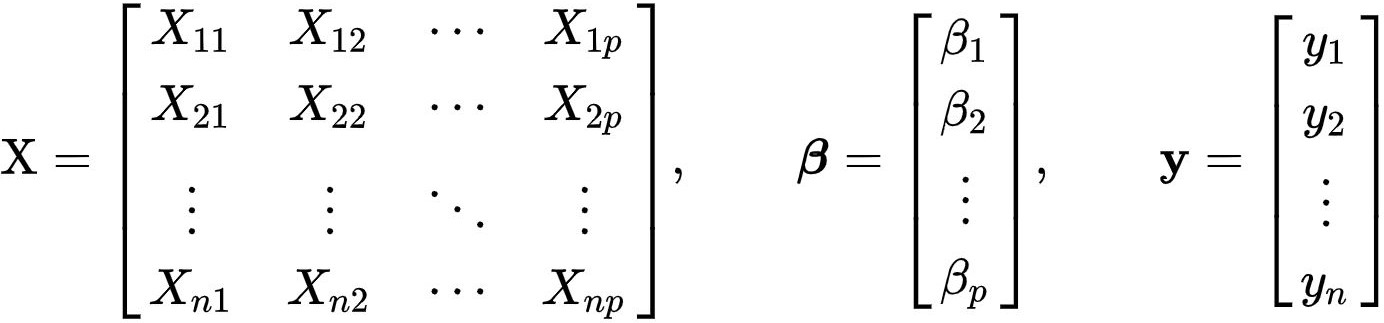 X = [ X₁₁ X₁₂ ⋯ X₁ₚ ; X₂₁ X₂₂ ⋯ X₂ₚ ; ⋮ ⋮ ⋱ ⋮ ; Xₙ₁ Xₙ₂ ⋯ Xₙₚ ], 𝜷 = [ β₁ ; β₂ ; ⋮ ; βₚ ], 𝐲 = [ y₁ ; y₂ ; ⋮ ; yₙ ]